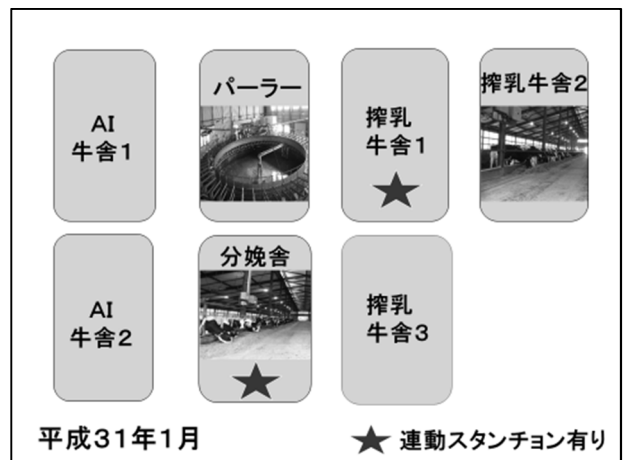 AI
牛舎1
パーラー
搾乳
牛舎1
搾乳牛舎2
AI
牛舎2
分娩舎
搾乳
牛舎3
平成31年1月
★ 連動スタンチョン有り